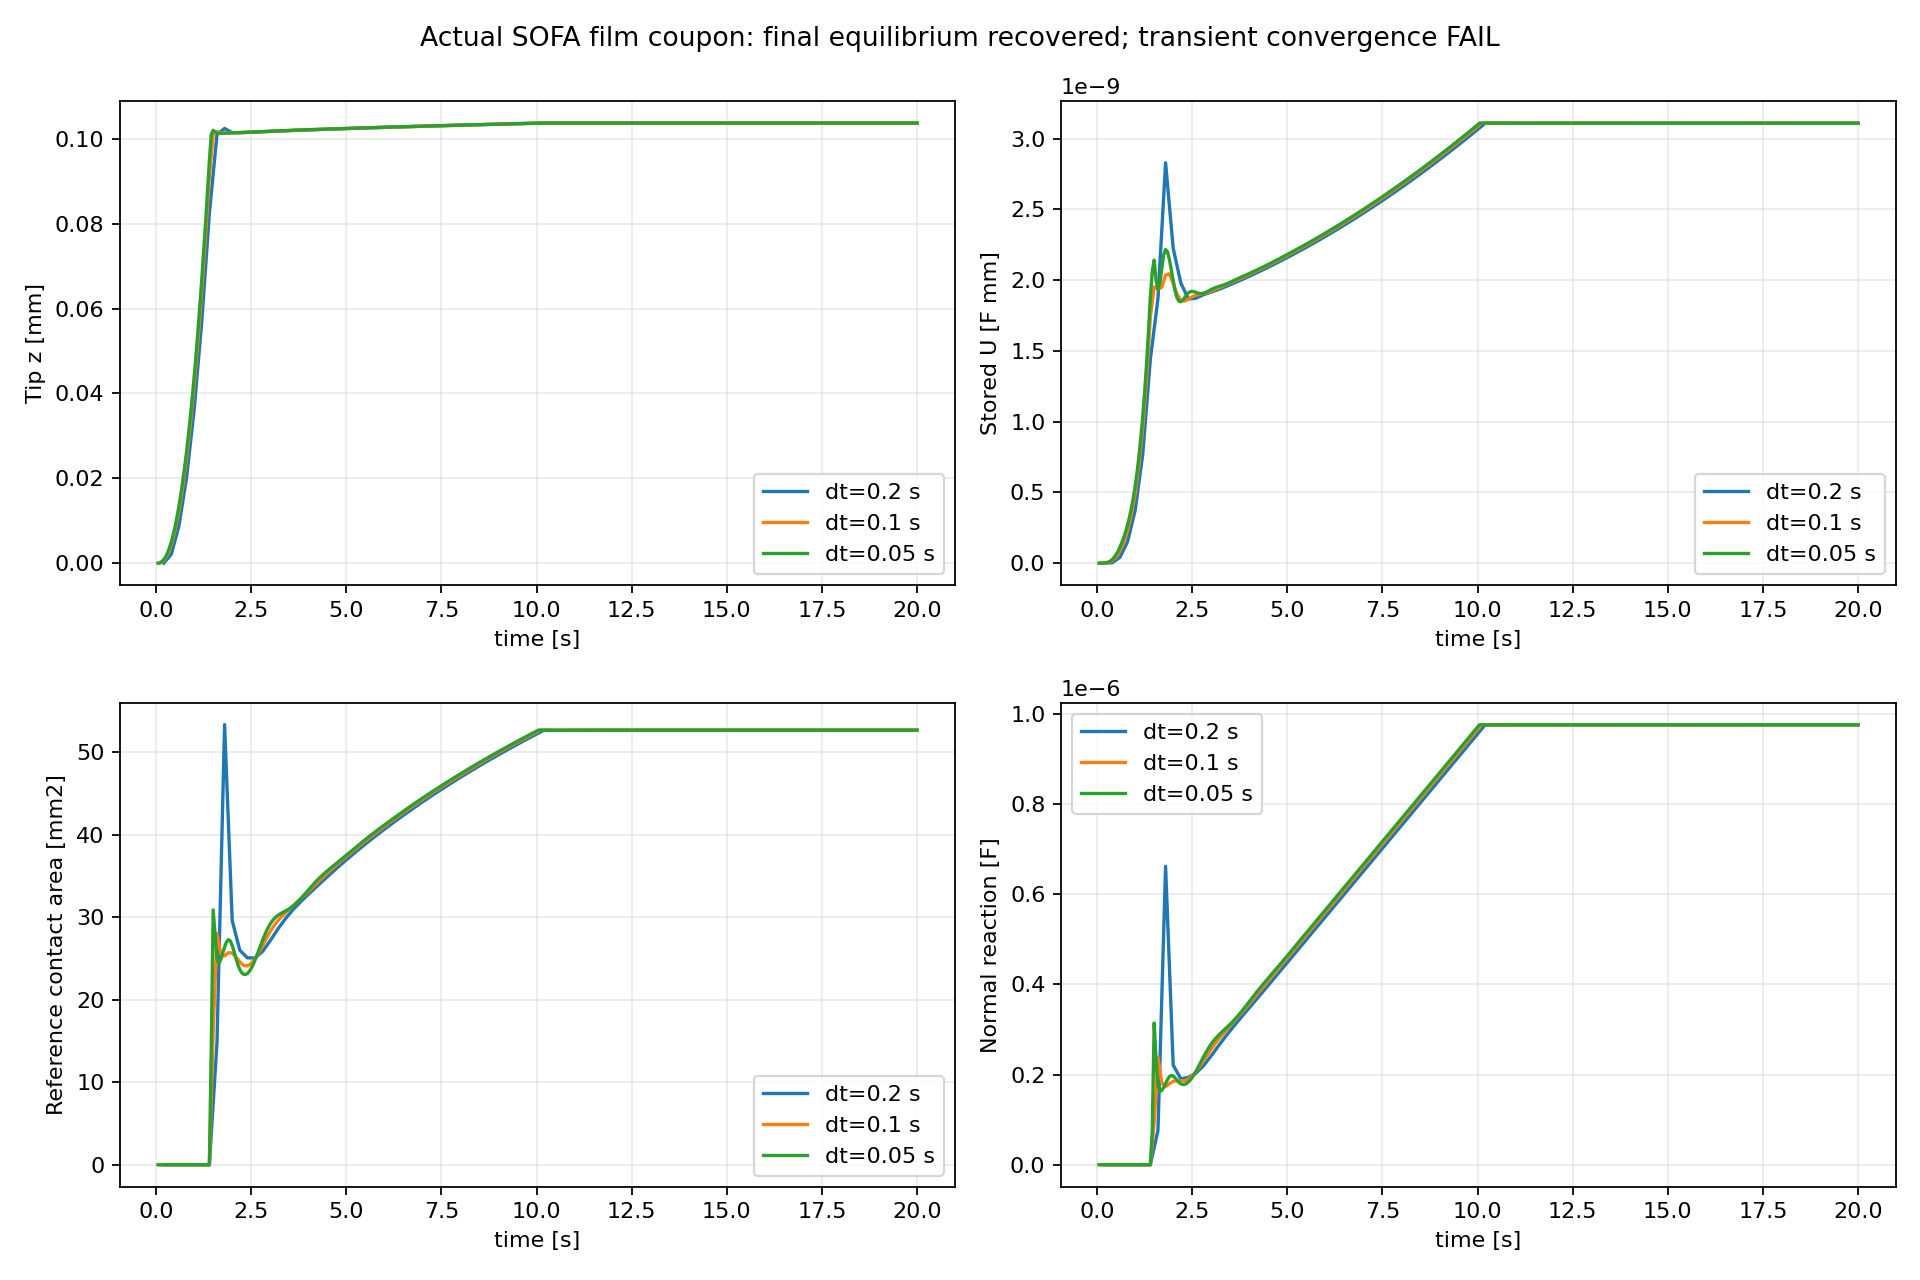 Actual SOFA film coupon: final equilibrium recovered; transient convergence FAIL
Tip z [mm]
0.10
0.08
0.06
0.04
0.02
0.00
0.0 2.5 5.0 7.5 10.0 12.5 15.0 17.5 20.0
time [s]
dt=0.2 s
dt=0.1 s
dt=0.05 s
1e−9
Stored U [F mm]
3.0
2.5
2.0
1.5
1.0
0.5
0.0
0.0 2.5 5.0 7.5 10.0 12.5 15.0 17.5 20.0
time [s]
dt=0.2 s
dt=0.1 s
dt=0.05 s
Reference contact area [mm2]
50
40
30
20
10
0
0.0 2.5 5.0 7.5 10.0 12.5 15.0 17.5 20.0
time [s]
dt=0.2 s
dt=0.1 s
dt=0.05 s
1e−6
Normal reaction [F]
1.0
0.8
0.6
0.4
0.2
0.0
0.0 2.5 5.0 7.5 10.0 12.5 15.0 17.5 20.0
time [s]
dt=0.2 s
dt=0.1 s
dt=0.05 s